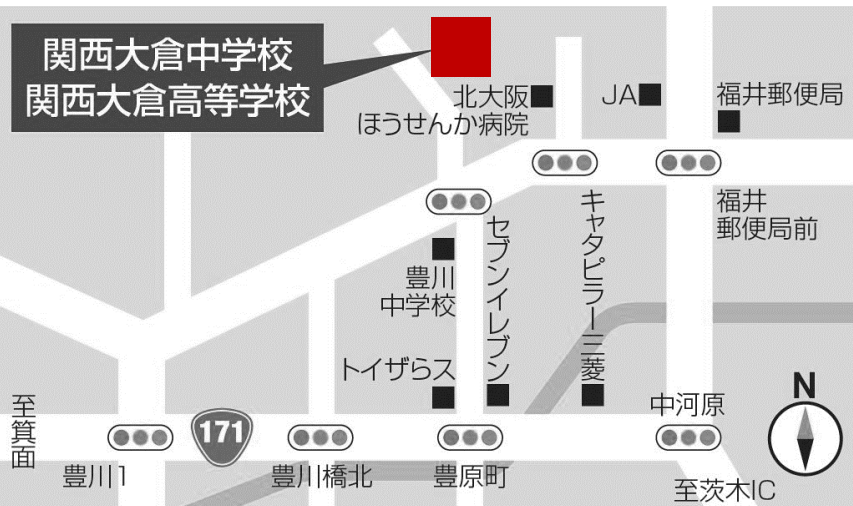 関西大倉中学校
関西大倉高等学校
北大阪
ほうせんか病院
JA
福井郵便局
福井
郵便局前
キャタピラー三菱
セブンイレブン
豊川
中学校
トイザらス
中河原
N
至箕面
171
豊川1
豊川橋北
豊原町
至茨木IC